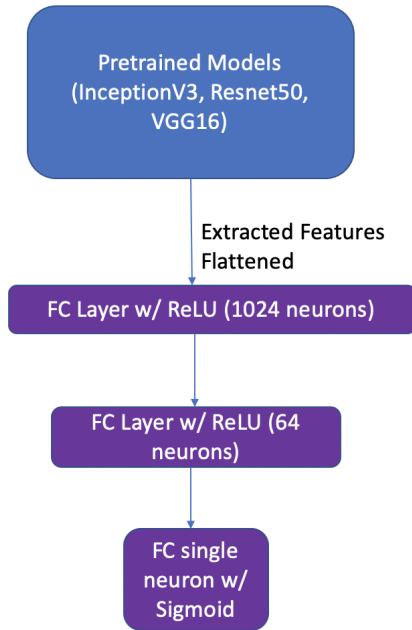 Pretrained Models
(InceptionV3, Resnet50,
VGG16)
Extracted Features
Flattened
FC Layer w/ ReLU (1024 neurons)
FC Layer w/ ReLU (64
neurons)
FC single
neuron w/
Sigmoid